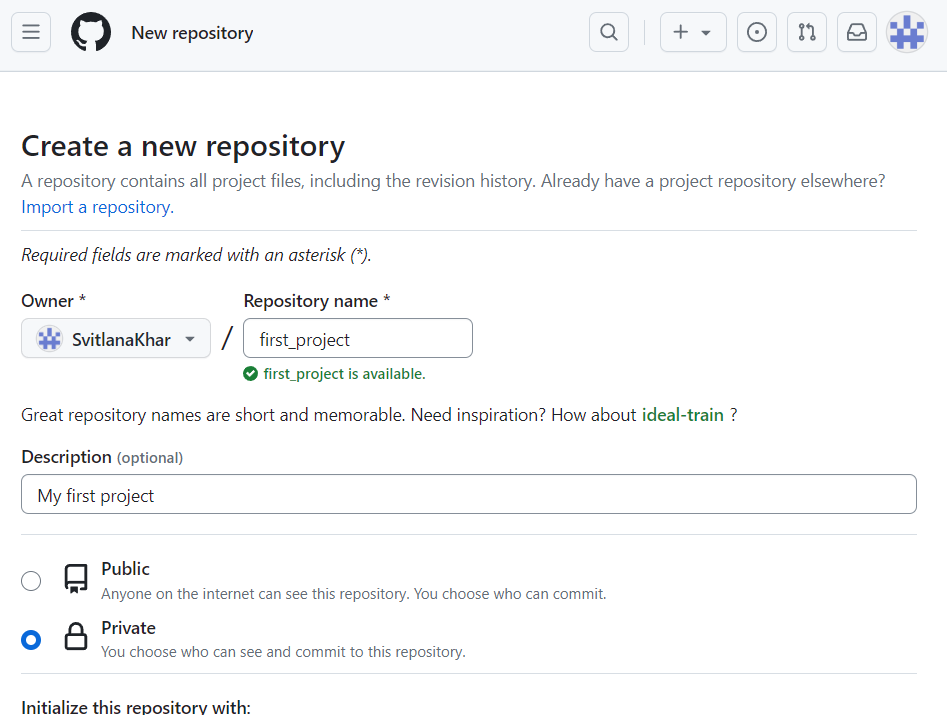 New repository
Create a new repository
A repository contains all project files, including the revision history. Already have a project repository elsewhere?
Import a repository.
Required fields are marked with an asterisk (*).
Owner * Repository name *
SvitlanaKhar / first_project
first_project is available.
Great repository names are short and memorable. Need inspiration? How about ideal-train ?
Description (optional)
My first project
Public
Anyone on the internet can see this repository. You choose who can commit.
Private
You choose who can see and commit to this repository.
Initialize this repository with: